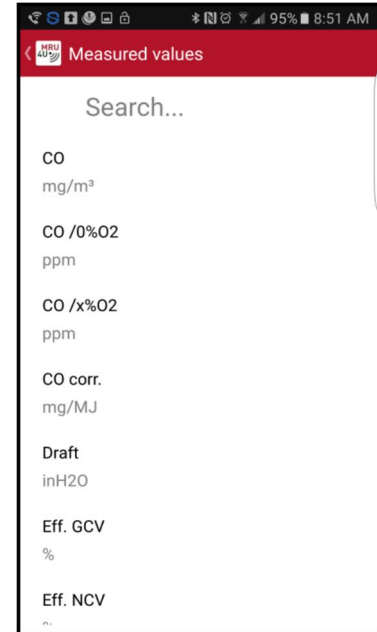 95% 8:51 AM
MRU 4U Measured values
Search...
CO
mg/m³
CO /0%O2
ppm
CO /x%O2
ppm
CO corr.
mg/MJ
Draft
inH2O
Eff. GCV
%
Eff. NCV